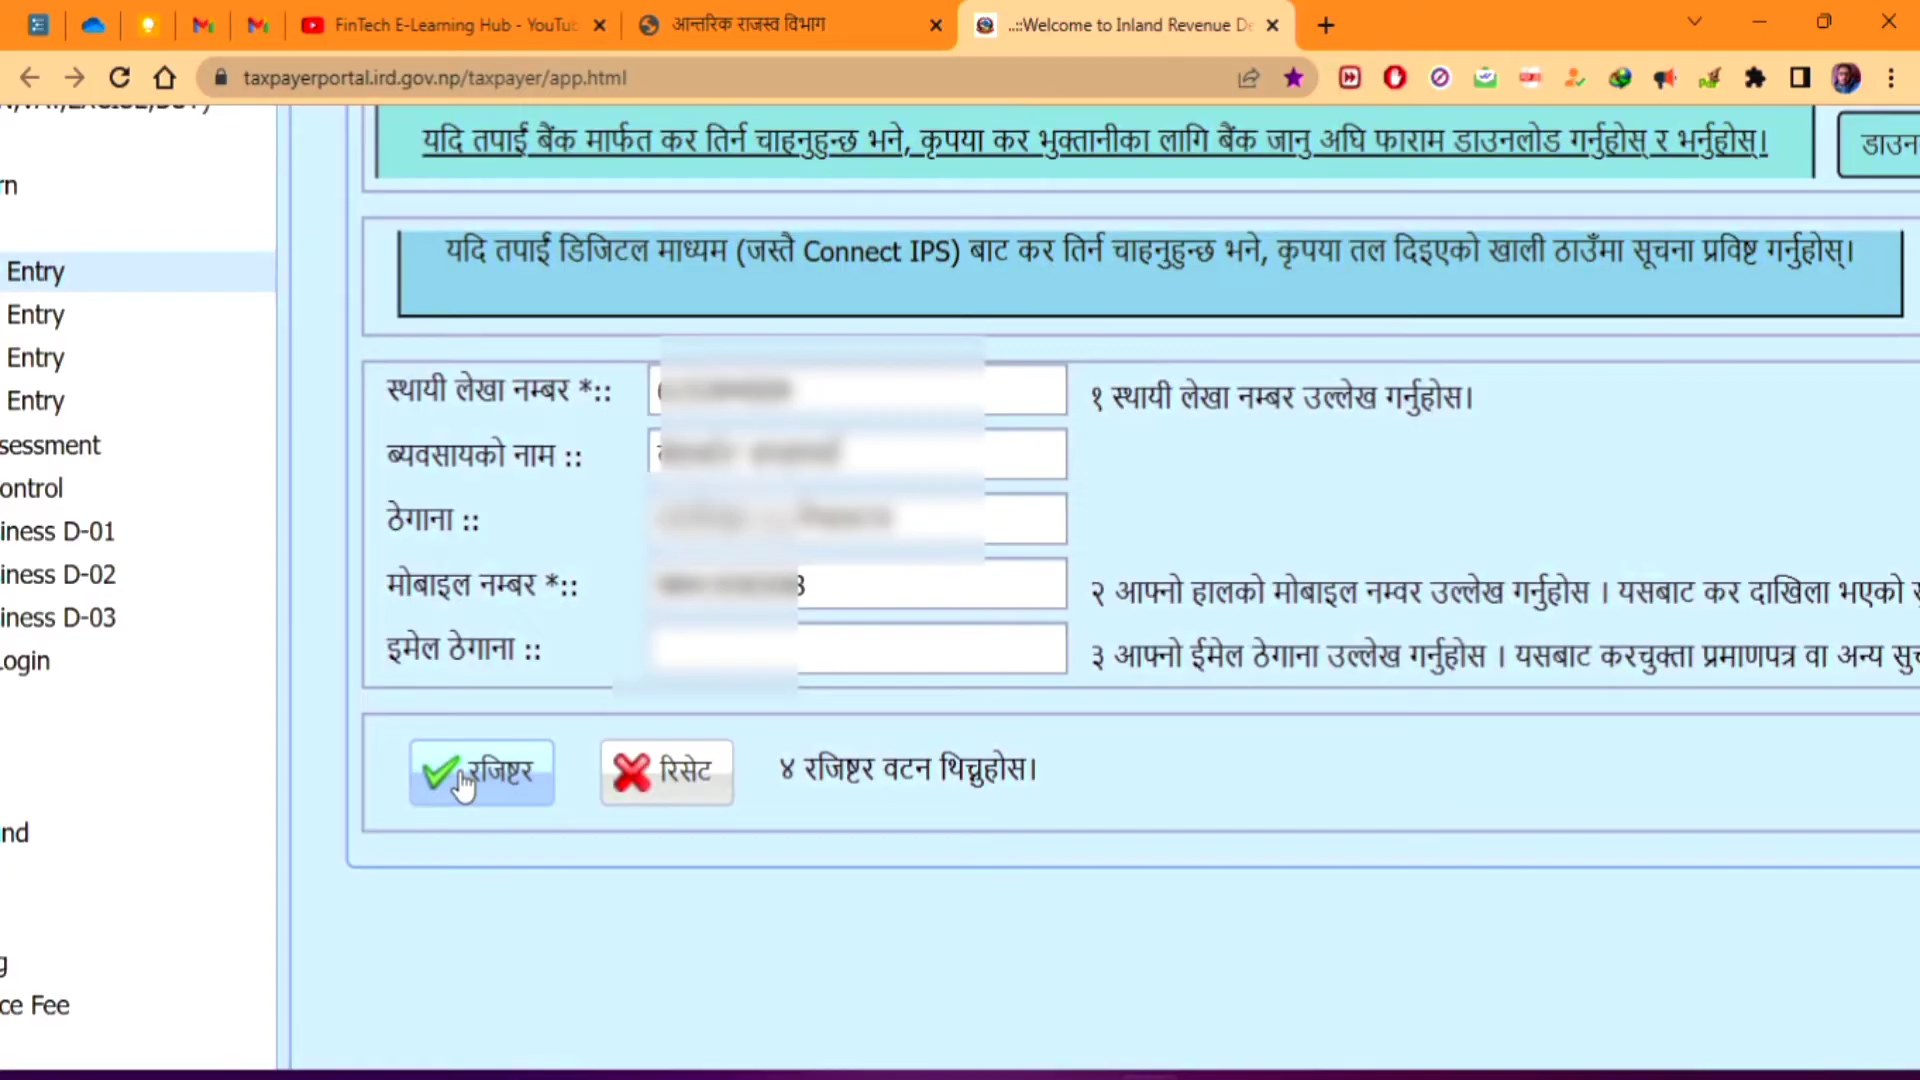 FinTech E-Learning Hub - YouTu
आन्तरिक राजस्व विभाग
..::Welcome to Inland Revenue De
taxpayerportal.ird.gov.np/taxpayer/app.html
rn
Entry
Entry
Entry
Entry
sessment
ontrol
iness D-01
iness D-02
iness D-03
Login
nd
g
ce Fee
यदि तपाई बैंक मार्फत कर तिर्न चाहनुहुन्छ भने, कृपया कर भुक्तानीका लागि बैंक जानु अघि फाराम डाउनलोड गर्नुहोस् र भर्नुहोस्।
डाउन
यदि तपाई डिजिटल माध्यम (जस्तै Connect IPS) बाट कर तिर्न चाहनुहुन्छ भने, कृपया तल दिइएको खाली ठाउँमा सूचना प्रविष्ट गर्नुहोस्।
स्थायी लेखा नम्बर *::
१ स्थायी लेखा नम्बर उल्लेख गर्नुहोस।
ब्यवसायको नाम ::
ठेगाना ::
मोबाइल नम्बर *:: 3
२ आफ्नो हालको मोबाइल नम्वर उल्लेख गर्नुहोस । यसबाट कर दाखिला भएको
इमेल ठेगाना ::
३ आफ्नो ईमेल ठेगाना उल्लेख गर्नुहोस । यसबाट करचुक्ता प्रमाणपत्र वा अन्य सुच
रजिष्टर
रिसेट
४ रजिष्टर वटन थिच्नुहोस।